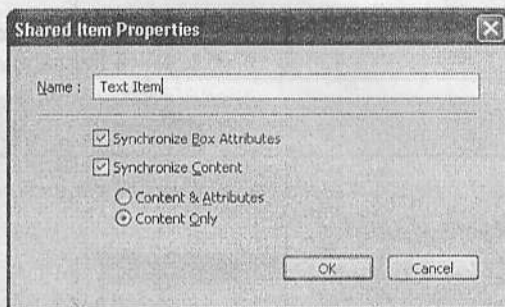 Shared Item Properties
Name : Text Item
Synchronize Box Attributes
Synchronize Content
Content & Attributes
Content Only
OK Cancel